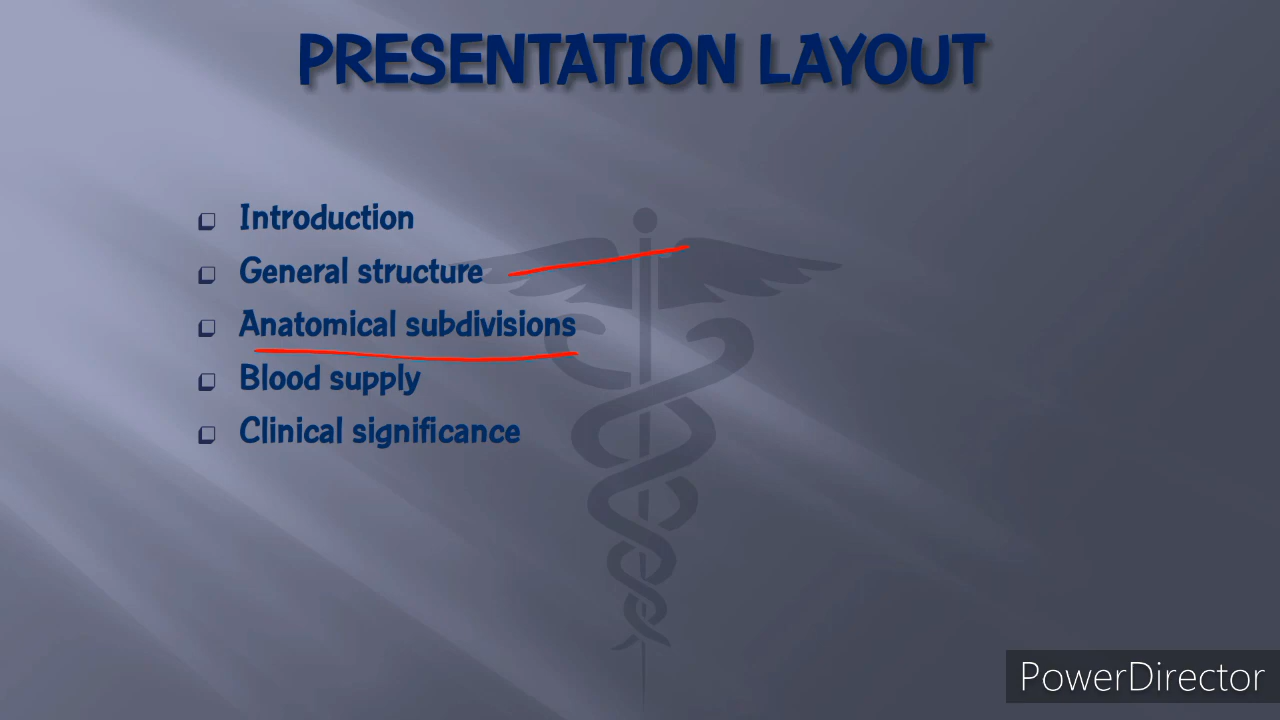 PRESENTATION LAYOUT
Introduction
General structure
Anatomical subdivisions
Blood supply
Clinical significance
PowerDirector